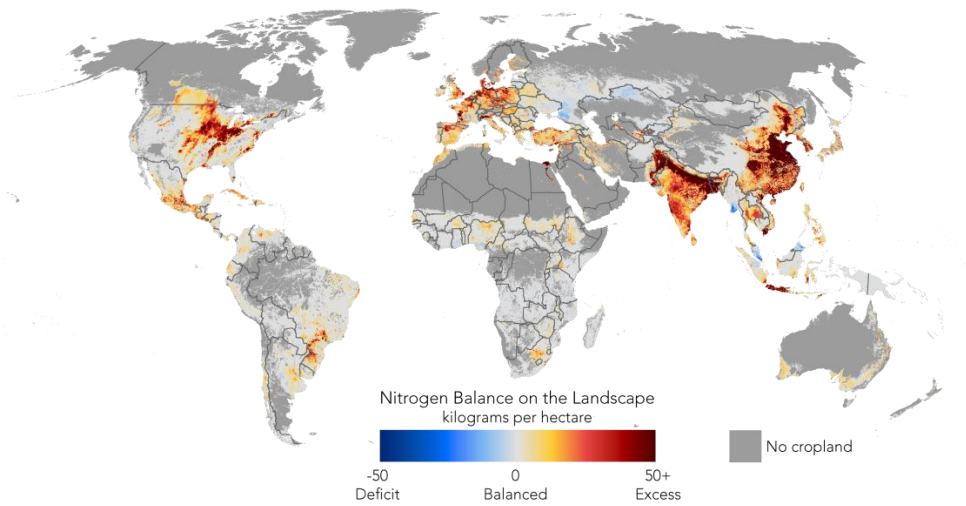 Nitrogen Balance on the Landscape
kilograms per hectare
No cropland
-50 0 50+
Deficit Balanced Excess